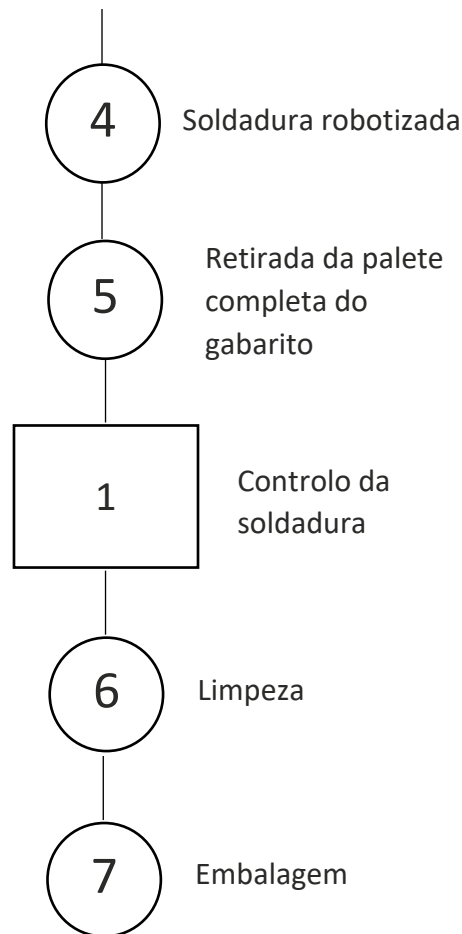 4
Soldadura robotizada
5
Retirada da palete
completa do
gabarito
1
Controlo da
soldadura
6
Limpeza
7
Embalagem